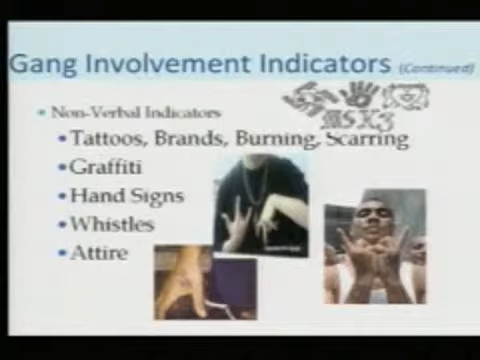 Gang Involvement Indicators (Continued)
• Non-Verbal Indicators
•Tattoos, Brands, Burning, Scarring
•Graffiti
•Hand Signs
•Whistles
•Attire